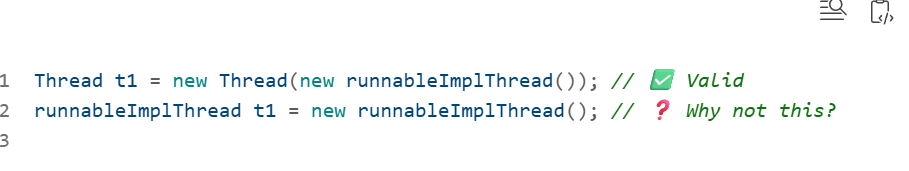 1 Thread t1 = new Thread(new runnableImplThread()); // ✅ Valid
2 runnableImplThread t1 = new runnableImplThread(); // ❓ Why not this?
3